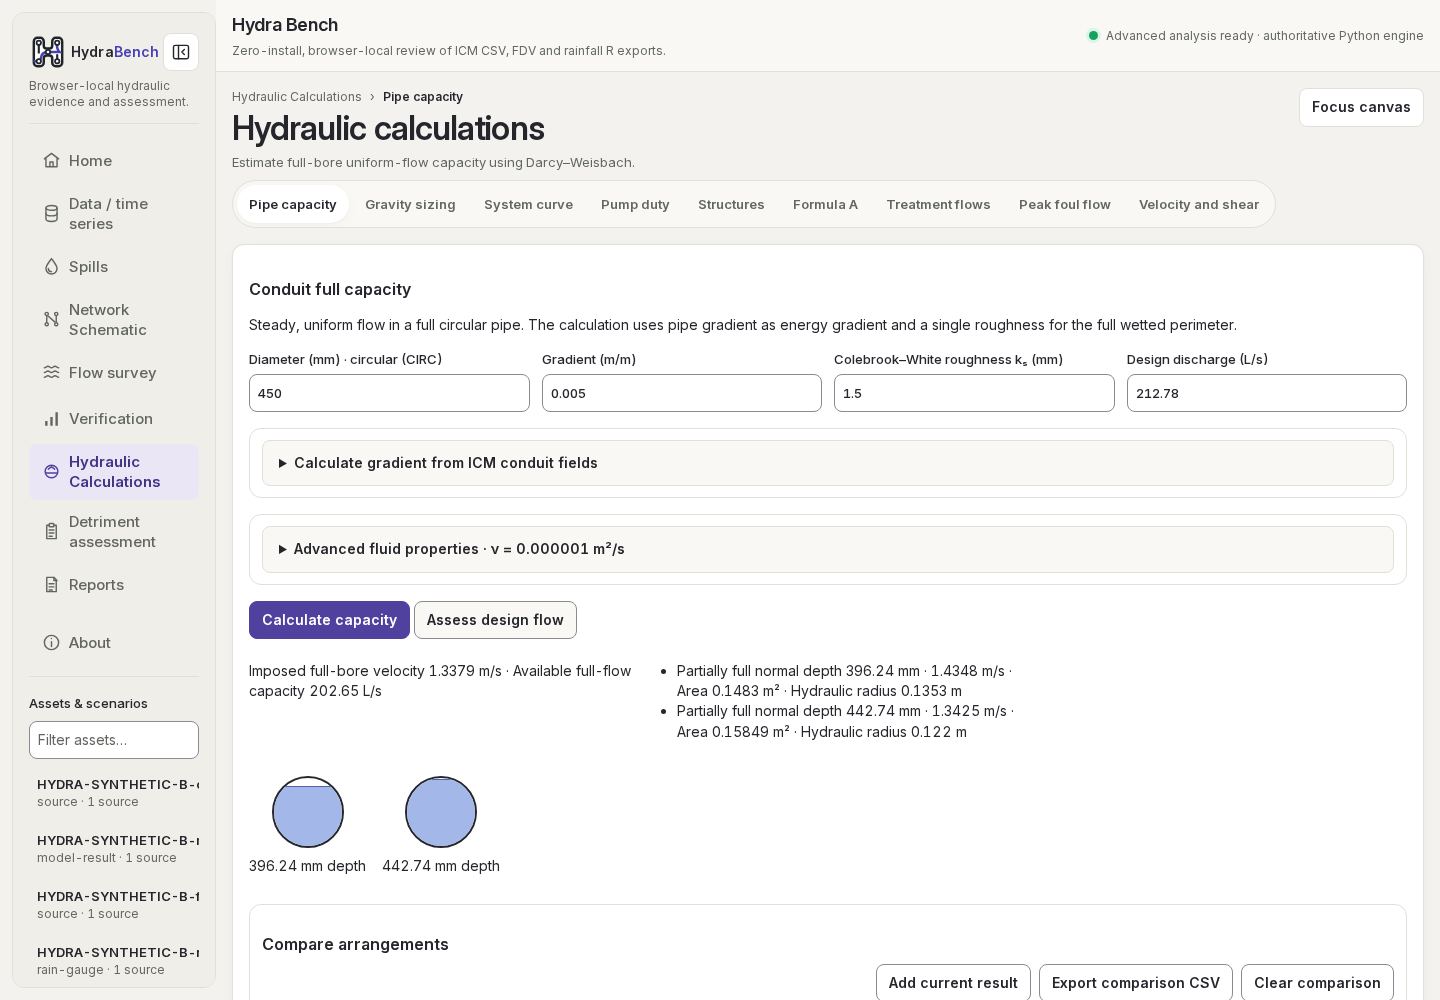 HydraBench
Browser-local hydraulic
evidence and assessment.
Home
Data / time
series
Spills
Network
Schematic
Flow survey
Verification
Hydraulic
Calculations
Detriment
assessment
Reports
About
Assets & scenarios
Filter assets...
HYDRA-SYNTHETIC-B-
source · 1 source
HYDRA-SYNTHETIC-B-
model-result · 1 source
HYDRA-SYNTHETIC-B-
source · 1 source
HYDRA-SYNTHETIC-B-
rain-gauge · 1 source
Hydra Bench
Zero-install, browser-local review of ICM CSV, FDV and rainfall R exports.
Advanced analysis ready · authoritative Python engine
Hydraulic Calculations › Pipe capacity
Hydraulic calculations
Estimate full-bore uniform-flow capacity using Darcy–Weisbach.
Focus canvas
Pipe capacity Gravity sizing System curve Pump duty Structures Formula A Treatment flows Peak foul flow Velocity and shear
Conduit full capacity
Steady, uniform flow in a full circular pipe. The calculation uses pipe gradient as energy gradient and a single roughness for the full wetted perimeter.
Diameter (mm) · circular (CIRC) Gradient (m/m) Colebrook–White roughness kₛ (mm) Design discharge (L/s)
450 0.005 1.5 212.78
Calculate gradient from ICM conduit fields
Advanced fluid properties · ν = 0.000001 m²/s
Calculate capacity Assess design flow
Imposed full-bore velocity 1.3379 m/s · Available full-flow
capacity 202.65 L/s
• Partially full normal depth 396.24 mm · 1.4348 m/s ·
Area 0.1483 m² · Hydraulic radius 0.1353 m
• Partially full normal depth 442.74 mm · 1.3425 m/s ·
Area 0.15849 m² · Hydraulic radius 0.122 m
396.24 mm depth 442.74 mm depth
Compare arrangements
Add current result Export comparison CSV Clear comparison